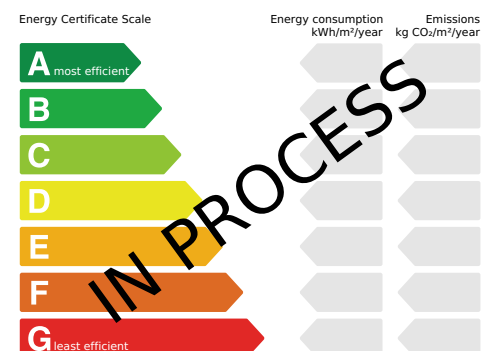 Energy Certificate Scale
Energy consumption
kWh/m²/year
Emissions
kg CO₂/m²/year
A most efficient
B
C
D
E
F
G least efficient
IN PROCESS